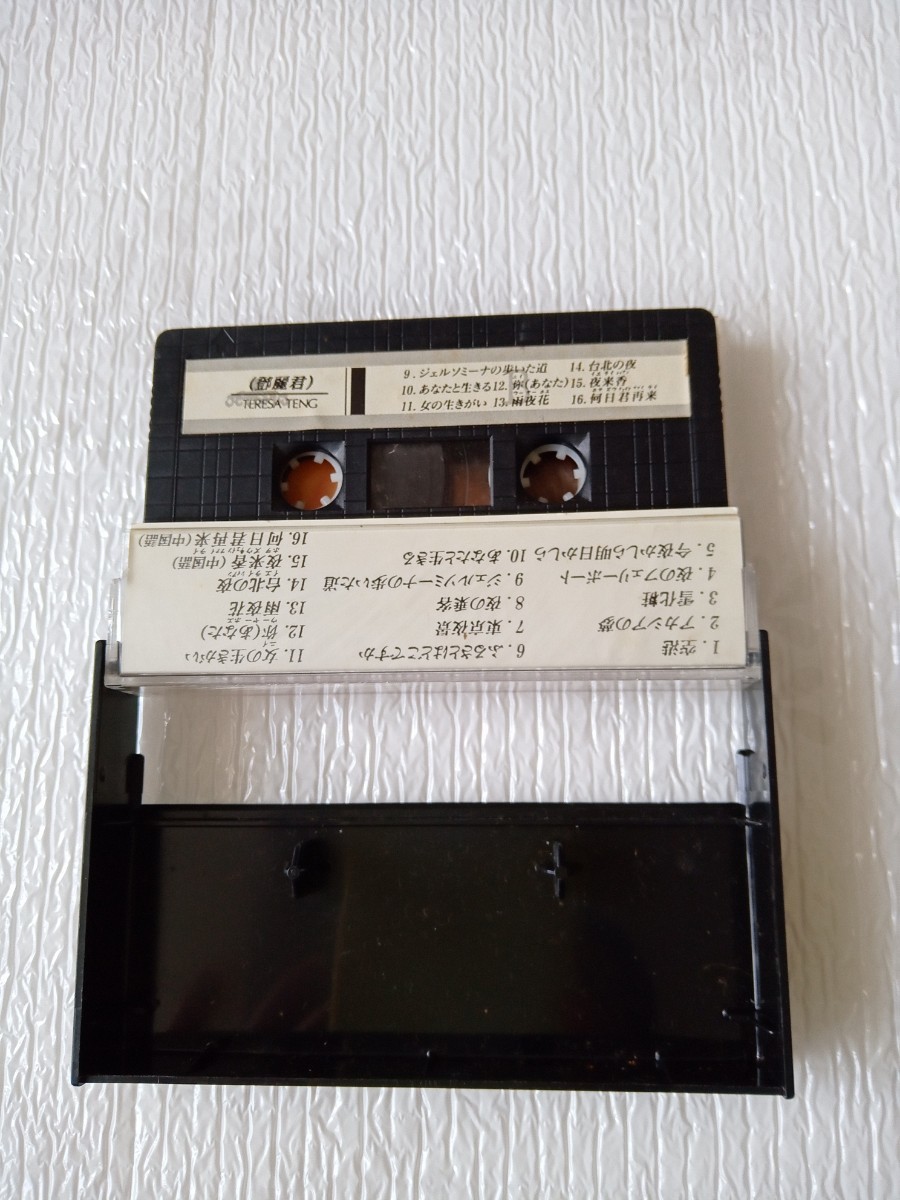 (鄧麗君)
TERESA TENG
9. ジェルソミーナの歩いた道 14. 台北の夜
10. あなたと生きる 12. 你(あなた) 15. 夜来香
11. 女の生きがい 13. 雨夜花 16. 何日君再来
1. 空港
2. アカシアの夢
3. 雪化粧
4. 夜のフェリーボート
5. 今夜かしら明日かしら
6. ふるさとはどこですか
7. 東京夜景
8. 夜の乗客
9. ジェルソミーナの歩いた道
10. あなたと生きる
11. 女の生きがい
12. 你(あなた)
13. 雨夜花
14. 台北の夜
15. 夜来香(中国語)
16. 何日君再来(中国語)